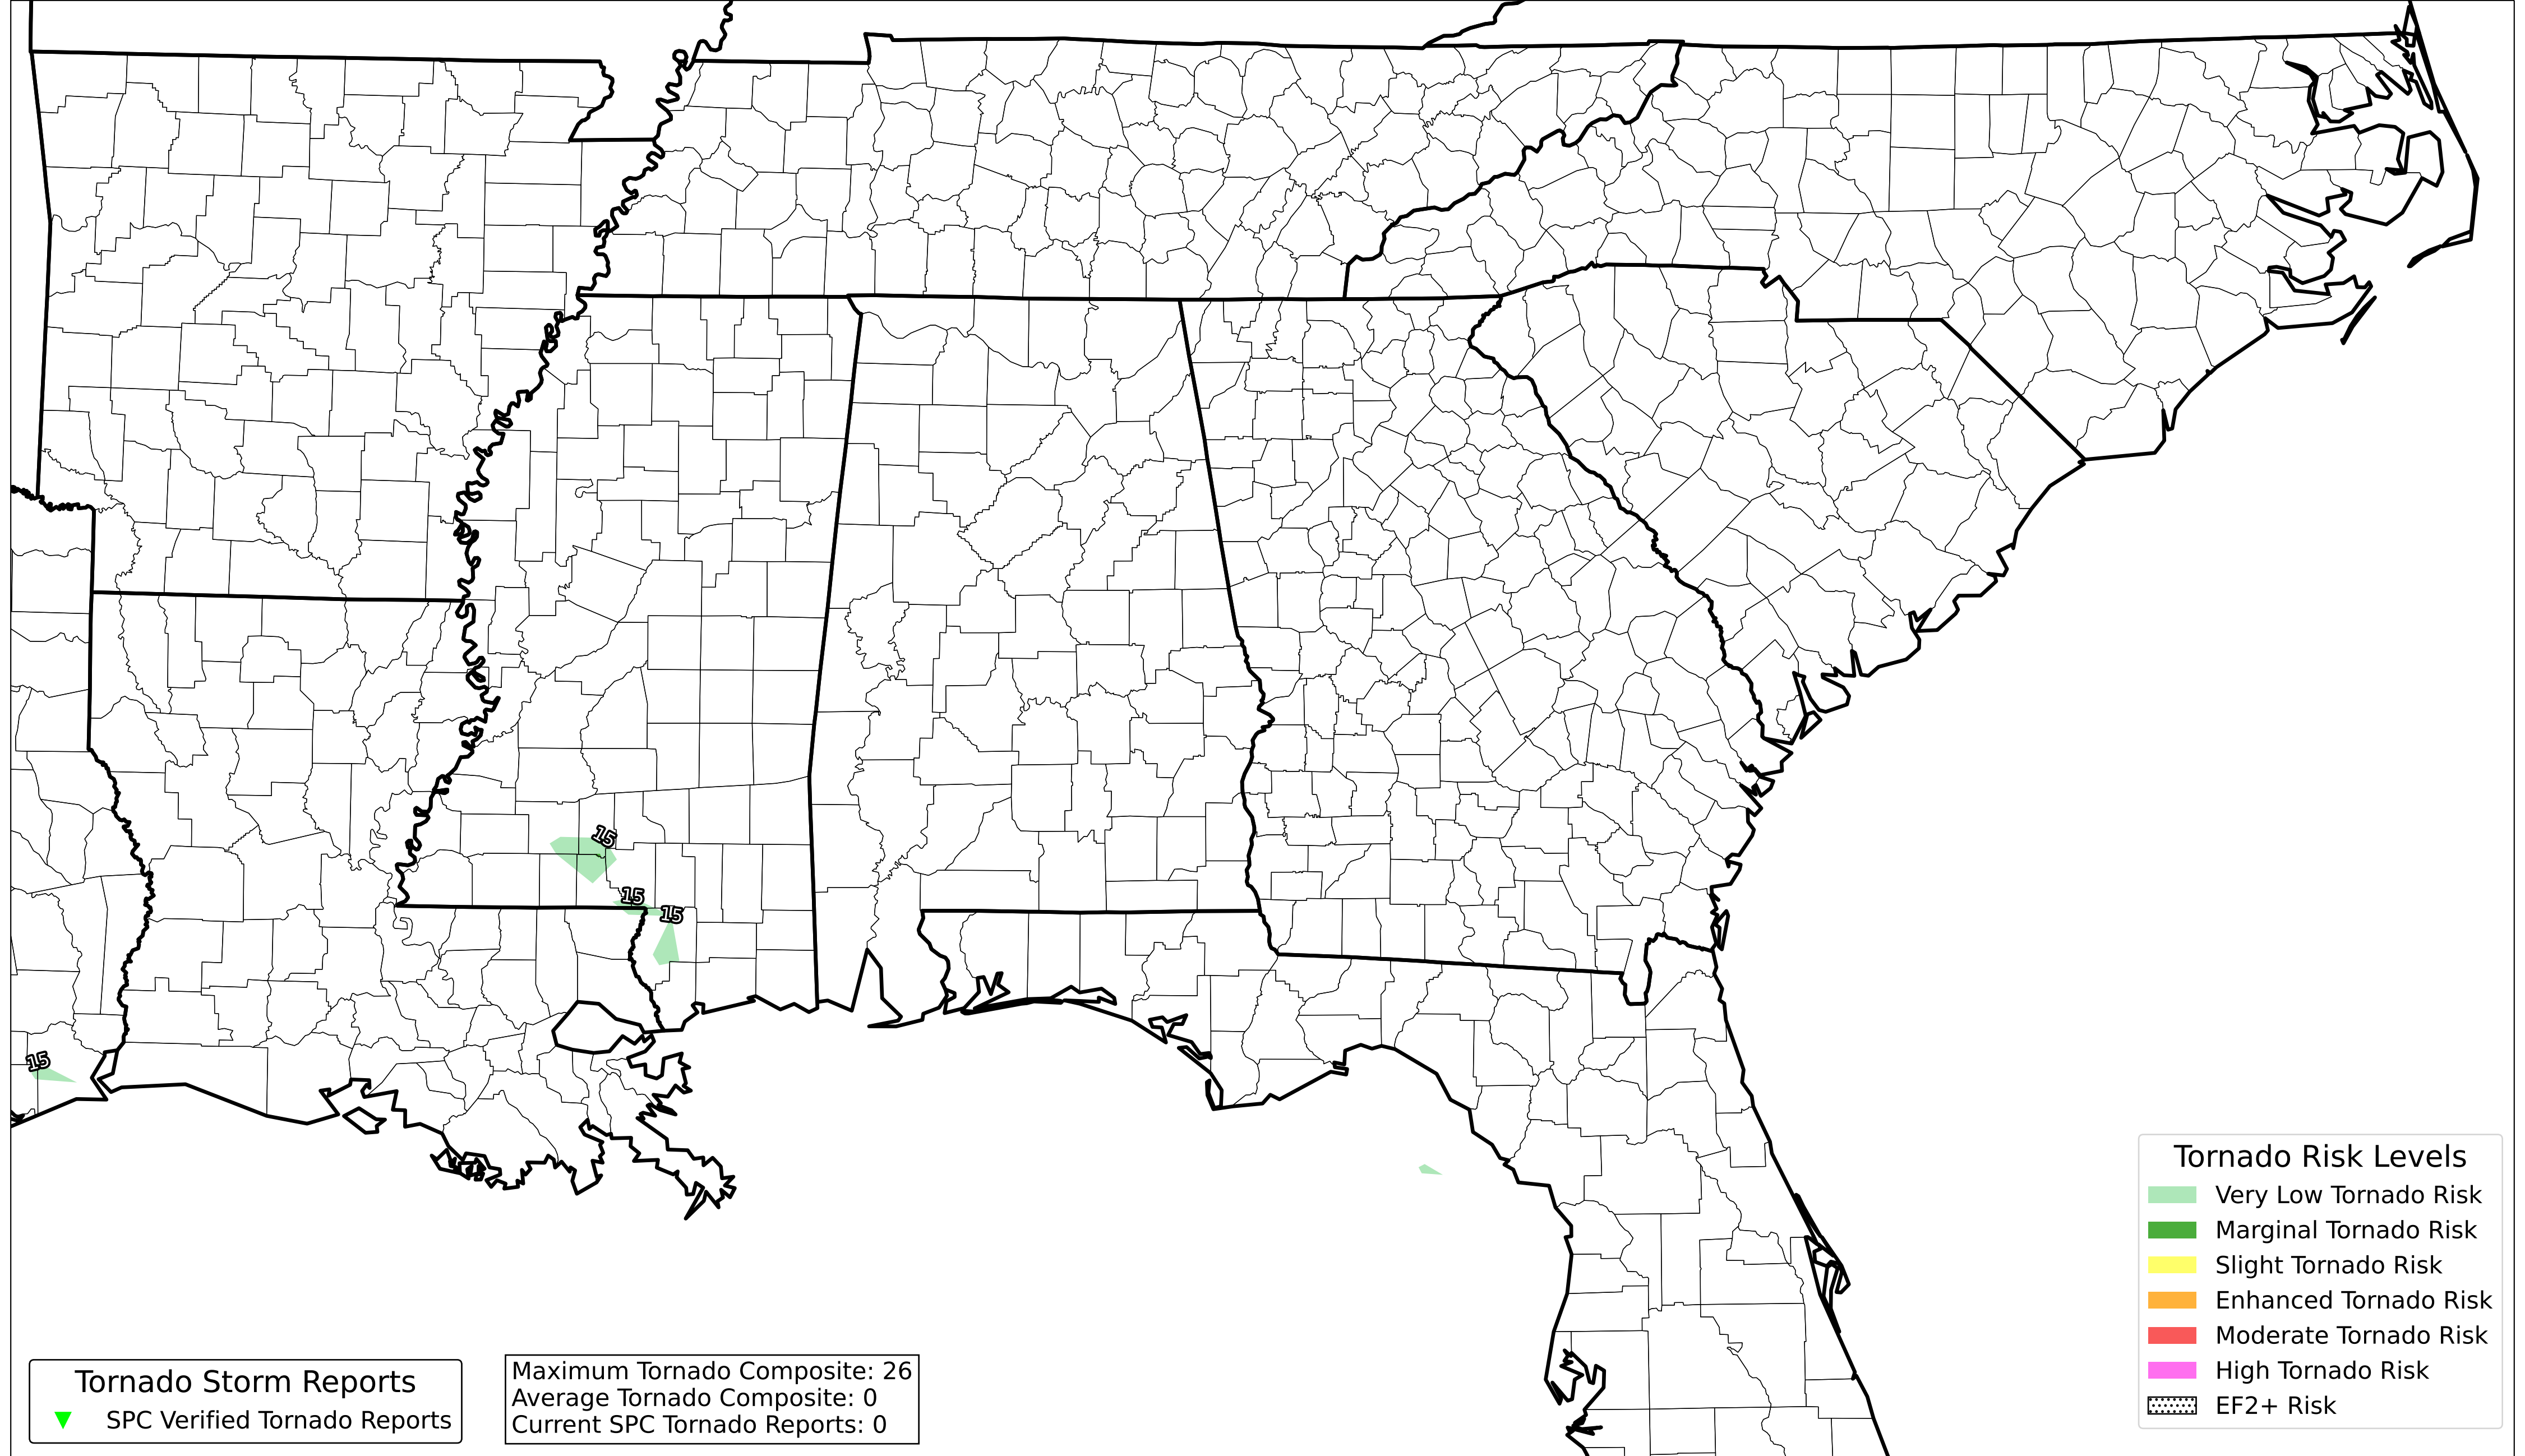 15
15
15
15
Tornado Risk Levels
Very Low Tornado Risk
Marginal Tornado Risk
Slight Tornado Risk
Enhanced Tornado Risk
Moderate Tornado Risk
High Tornado Risk
EF2+ Risk
Tornado Storm Reports
SPC Verified Tornado Reports
Maximum Tornado Composite: 26
Average Tornado Composite: 0
Current SPC Tornado Reports: 0